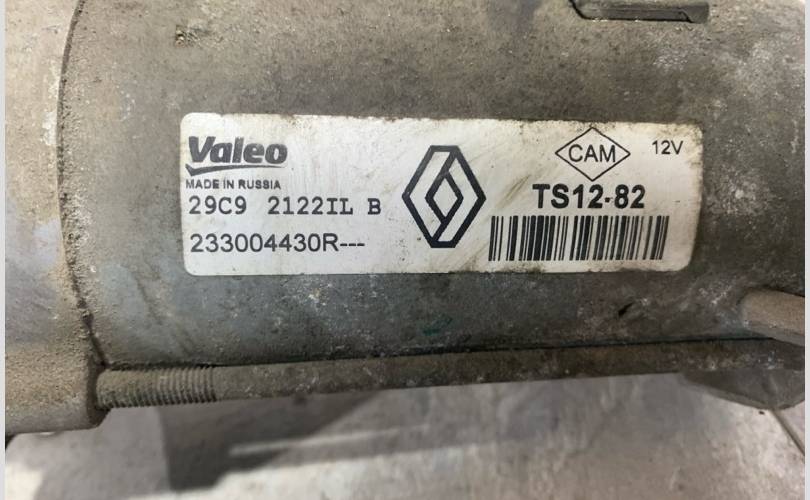 Valeo
MADE IN RUSSIA
29C9 2122IL B
233004430R---
CAM
12V
TS12-82